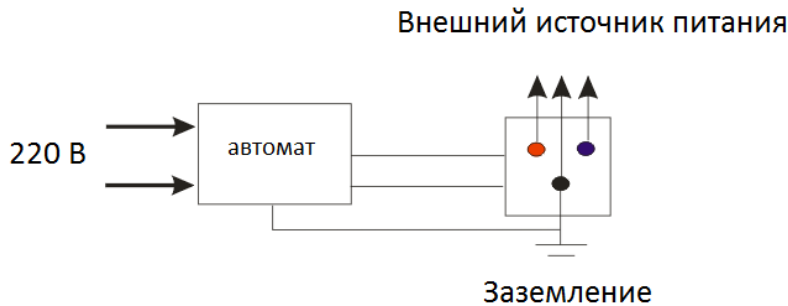 Внешний источник питания
220 В
автомат
Заземление